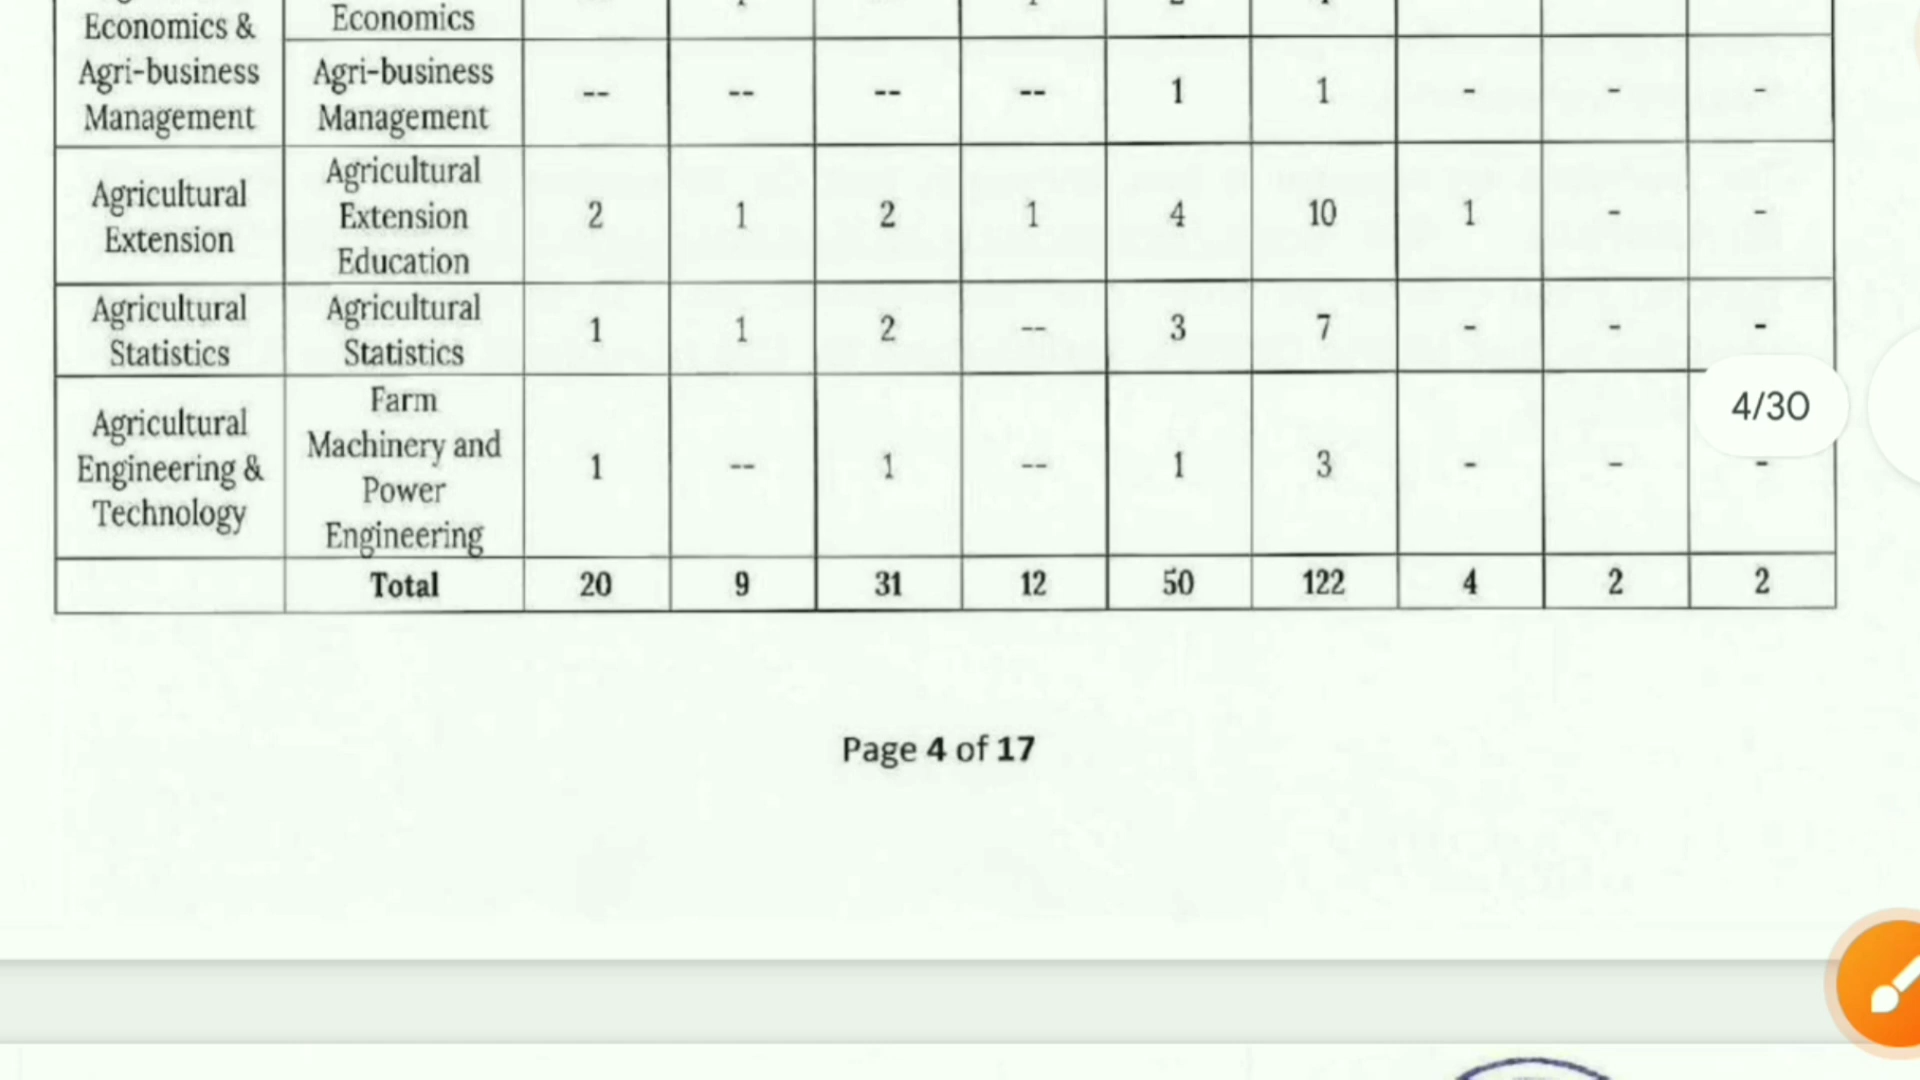 Economics &
Agri-business
Management
Economics
Agri-business
Management
-- -- -- -- 1 1 - - -
Agricultural
Extension
Agricultural
Extension
Education
2 1 2 1 4 10 1 - -
Agricultural
Statistics
Agricultural
Statistics
1 1 2 -- 3 7 - - -
Agricultural
Engineering &
Technology
Farm
Machinery and
Power
Engineering
1 -- 1 -- 1 3 - - -
4/30
Total 20 9 31 12 50 122 4 2 2
Page 4 of 17